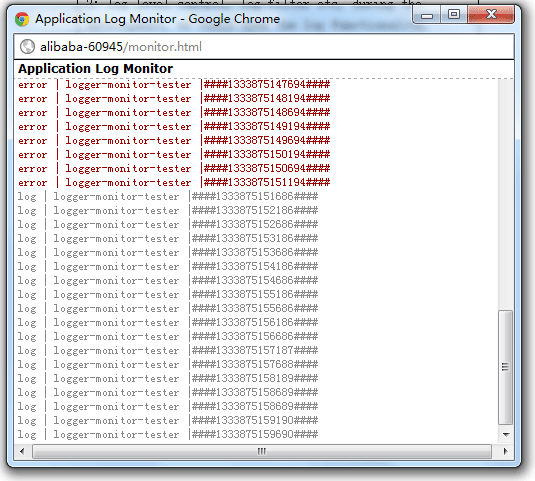 Application Log Monitor - Google Chrome
alibaba-60945/monitor.html
Application Log Monitor
error | logger-monitor-tester |####1333875147694####
error | logger-monitor-tester |####1333875148194####
error | logger-monitor-tester |####1333875148694####
error | logger-monitor-tester |####1333875149194####
error | logger-monitor-tester |####1333875149694####
error | logger-monitor-tester |####1333875150194####
error | logger-monitor-tester |####1333875150694####
error | logger-monitor-tester |####1333875151194####
log | logger-monitor-tester |####1333875151686####
log | logger-monitor-tester |####1333875152186####
log | logger-monitor-tester |####1333875152686####
log | logger-monitor-tester |####1333875153186####
log | logger-monitor-tester |####1333875153686####
log | logger-monitor-tester |####1333875154186####
log | logger-monitor-tester |####1333875154686####
log | logger-monitor-tester |####1333875155186####
log | logger-monitor-tester |####1333875155686####
log | logger-monitor-tester |####1333875156186####
log | logger-monitor-tester |####1333875156686####
log | logger-monitor-tester |####1333875157187####
log | logger-monitor-tester |####1333875157688####
log | logger-monitor-tester |####1333875158189####
log | logger-monitor-tester |####1333875158689####
log | logger-monitor-tester |####1333875158689####
log | logger-monitor-tester |####1333875159190####
log | logger-monitor-tester |####1333875159690####